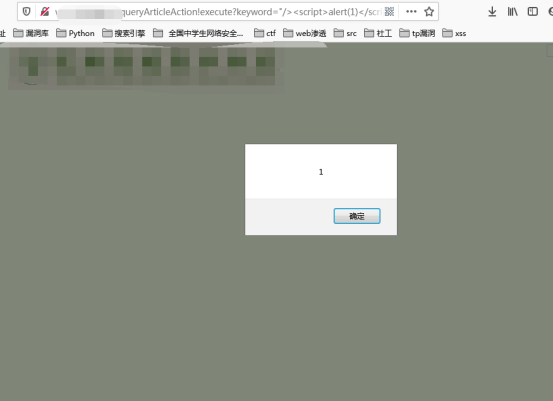 queryArticleAction!execute?keyword="/><script>alert(1)</scri
址 漏洞库 Python 搜索引擎 全国中学生网络安全... ctf web渗透 src 社工 tp漏洞 xss
1
确定